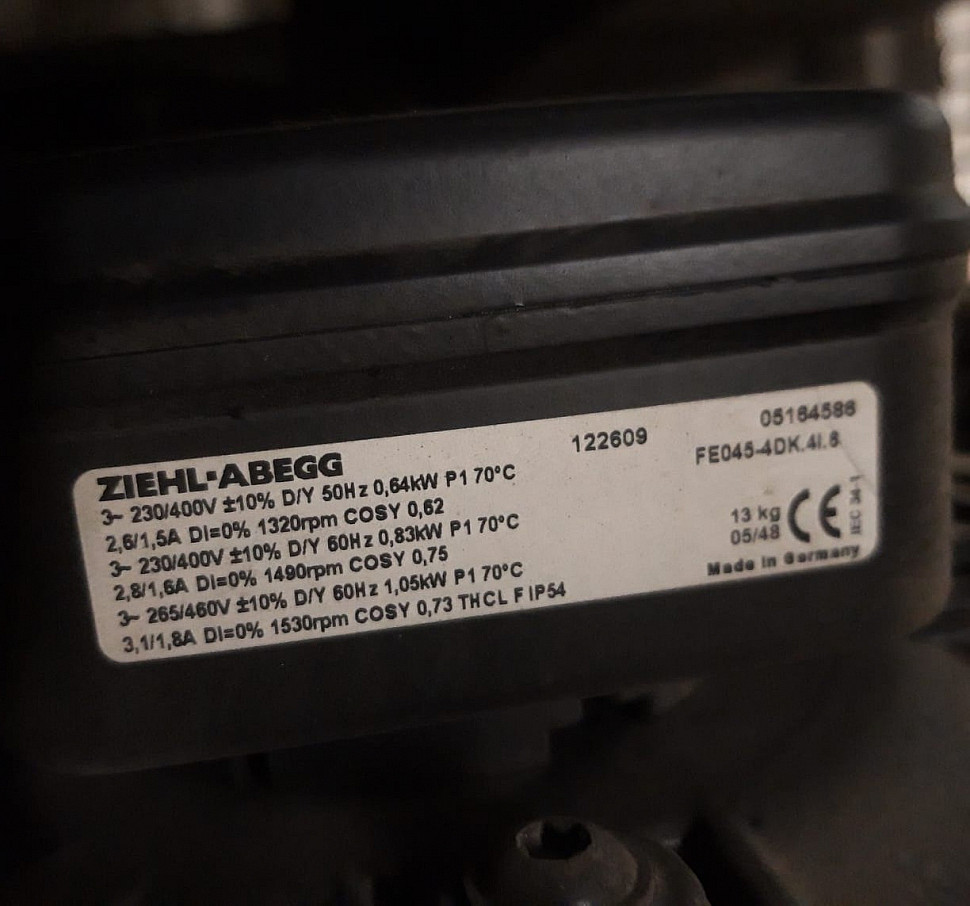 ZIEHL-ABEGG
122609
05164586
3~ 230/400V ±10% D/Y 50Hz 0,64kW P1 70°C
FE045-4DK.4I.6
2,6/1,5A DI=0% 1320rpm COSY 0,62
3~ 230/400V ±10% D/Y 60Hz 0,83kW P1 70°C
13 kg
CE
IEC 34-1
2,8/1,6A DI=0% 1490rpm COSY 0,75
05/48
3~ 265/460V ±10% D/Y 60Hz 1,05kW P1 70°C
Made in Germany
3,1/1,8A DI=0% 1530rpm COSY 0,73 THCL F IP54